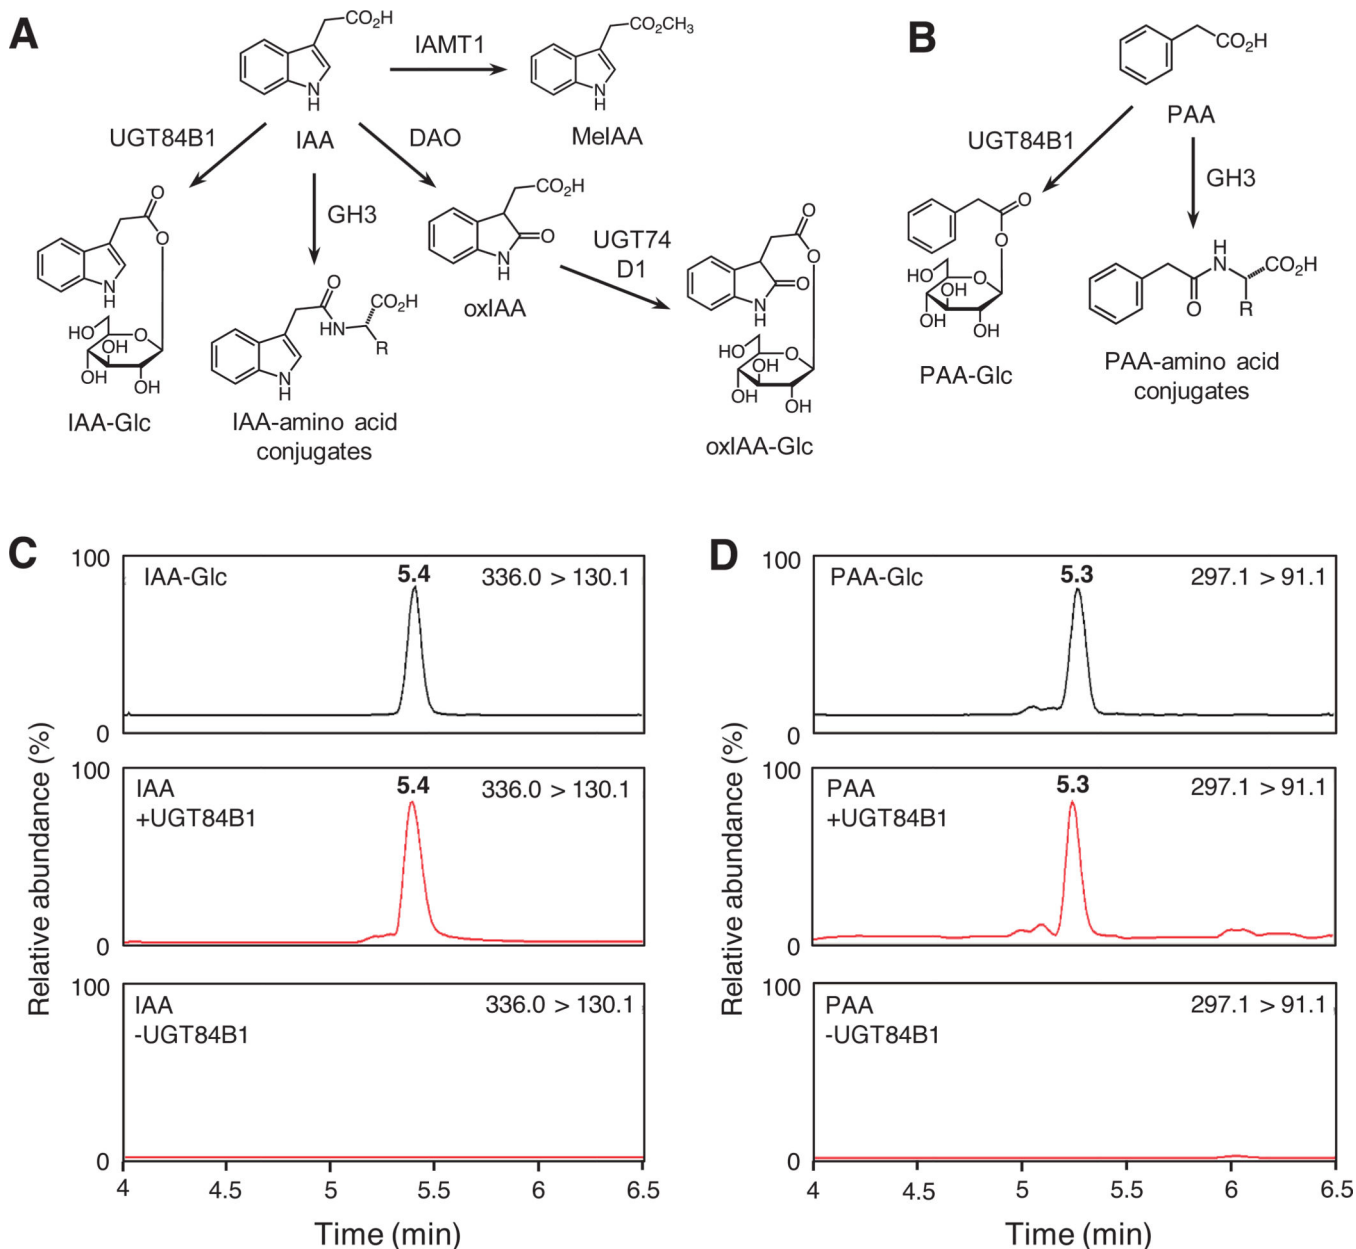 A
CO₂H
N
H
IAA
IAMT1
CO₂CH₃
N
H
MeIAA
UGT84B1
DAO
GH3
O
O
N
H
HO
O
OH
OH
OH
IAA-Glc
O
CO₂H
HN
R
N
H
IAA-amino acid
conjugates
CO₂H
O
N
H
oxIAA
UGT74
D1
O
O
O
N
H
HO
O
OH
OH
OH
oxIAA-Glc
B
CO₂H
PAA
UGT84B1
GH3
O
O
HO
O
OH
OH
OH
PAA-Glc
H
N
CO₂H
O
R
PAA-amino acid
conjugates
C
Relative abundance (%)
100
0
IAA-Glc
5.4
336.0 > 130.1
100
0
IAA
+UGT84B1
5.4
336.0 > 130.1
100
0
IAA
-UGT84B1
336.0 > 130.1
4 4.5 5 5.5 6 6.5
Time (min)
D
Relative abundance (%)
100
0
PAA-Glc
5.3
297.1 > 91.1
100
0
PAA
+UGT84B1
5.3
297.1 > 91.1
100
0
PAA
-UGT84B1
297.1 > 91.1
4 4.5 5 5.5 6 6.5
Time (min)